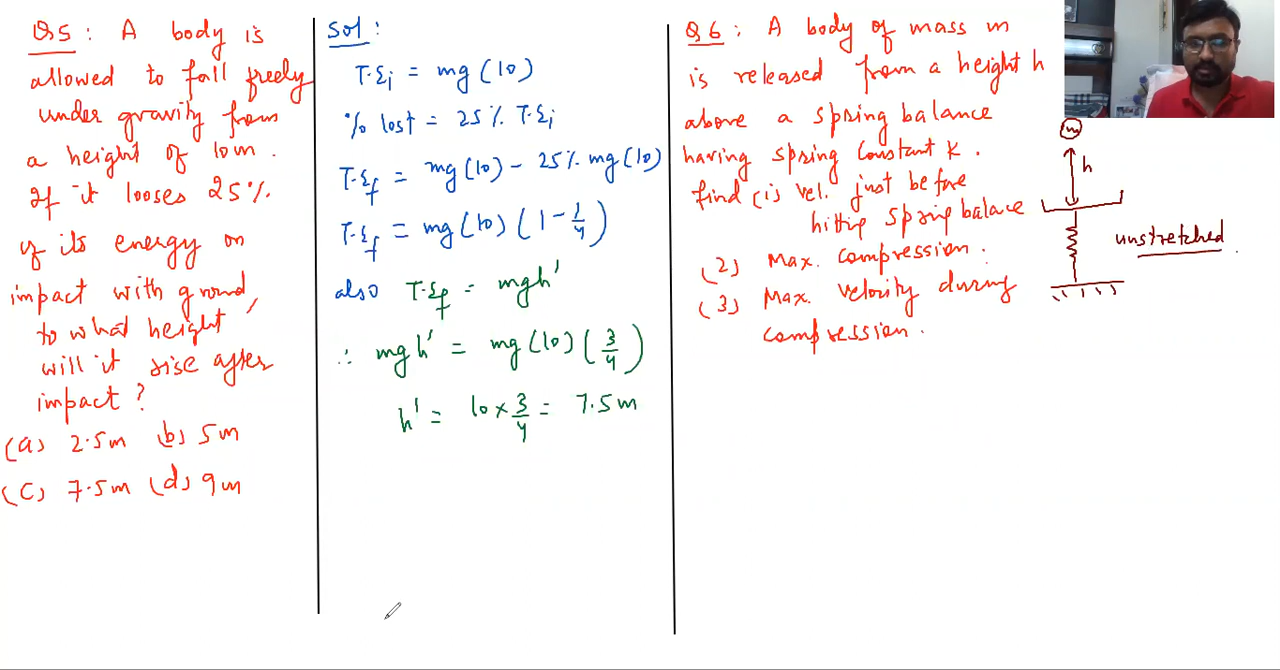 Q5: A body is
allowed to fall freely
under gravity from
a height of 10m.
If it looses 25%
of its energy on
impact with ground,
to what height
will it rise after
impact?
(a) 2.5m (b) 5m
(c) 7.5m (d) 9m
Sol:
T.Ei = mg(10)
% lost = 25% T.Ei
T.Ef = mg(10) - 25% mg(10)
T.Ef = mg(10) (1 - 1/4)
also T.Ef = mgh'
∴ mgh' = mg(10) (3/4)
h' = 10 × 3/4 = 7.5m
Q6: A body of mass m
is released from a height h
above a spring balance
having spring constant K.
find (1) vel. just before
hitting spring balace
(2) Max. compression.
(3) Max. velocity during
compression.
m
h
unstretched.